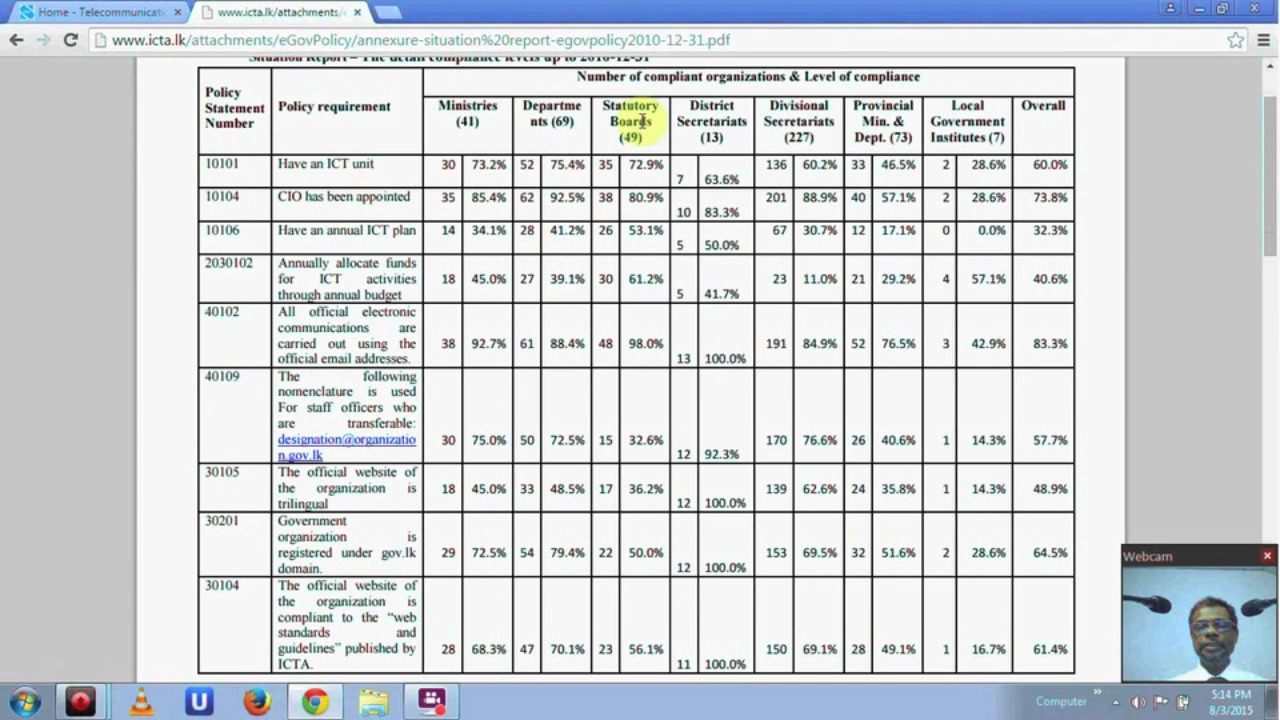 Home - Telecommunicati
www.icta.lk/attachments/e
www.icta.lk/attachments/eGovPolicy/annexure-situation%20report-egovpolicy2010-12-31.pdf
Situation Report – The detail compliance levels up to 2010-12-31
Policy Statement Number
Policy requirement
Number of compliant organizations & Level of compliance
Ministries (41)
Departme nts (69)
Statutory Boards (49)
District Secretariats (13)
Divisional Secretariats (227)
Provincial Min. & Dept. (73)
Local Government Institutes (7)
Overall
10101 Have an ICT unit 30 73.2% 52 75.4% 35 72.9% 7 63.6% 136 60.2% 33 46.5% 2 28.6% 60.0%
10104 CIO has been appointed 35 85.4% 62 92.5% 38 80.9% 10 83.3% 201 88.9% 40 57.1% 2 28.6% 73.8%
10106 Have an annual ICT plan 14 34.1% 28 41.2% 26 53.1% 5 50.0% 67 30.7% 12 17.1% 0 0.0% 32.3%
2030102 Annually allocate funds
for ICT activities
through annual budget
18 45.0% 27 39.1% 30 61.2% 5 41.7% 23 11.0% 21 29.2% 4 57.1% 40.6%
40102 All official electronic
communications are
carried out using the
official email addresses.
38 92.7% 61 88.4% 48 98.0% 13 100.0% 191 84.9% 52 76.5% 3 42.9% 83.3%
40109 The following
nomenclature is used
For staff officers who
are transferable:
designation@organizatio
n.gov.lk
30 75.0% 50 72.5% 15 32.6% 12 92.3% 170 76.6% 26 40.6% 1 14.3% 57.7%
30105 The official website of
the organization is
trilingual
18 45.0% 33 48.5% 17 36.2% 12 100.0% 139 62.6% 24 35.8% 1 14.3% 48.9%
30201 Government
organization is
registered under gov.lk
domain.
29 72.5% 54 79.4% 22 50.0% 12 100.0% 153 69.5% 32 51.6% 2 28.6% 64.5%
30104 The official website of
the organization is
compliant to the “web
standards and
guidelines” published by
ICTA.
28 68.3% 47 70.1% 23 56.1% 11 100.0% 150 69.1% 28 49.1% 1 16.7% 61.4%
Webcam
Computer
5:14 PM
8/3/2015